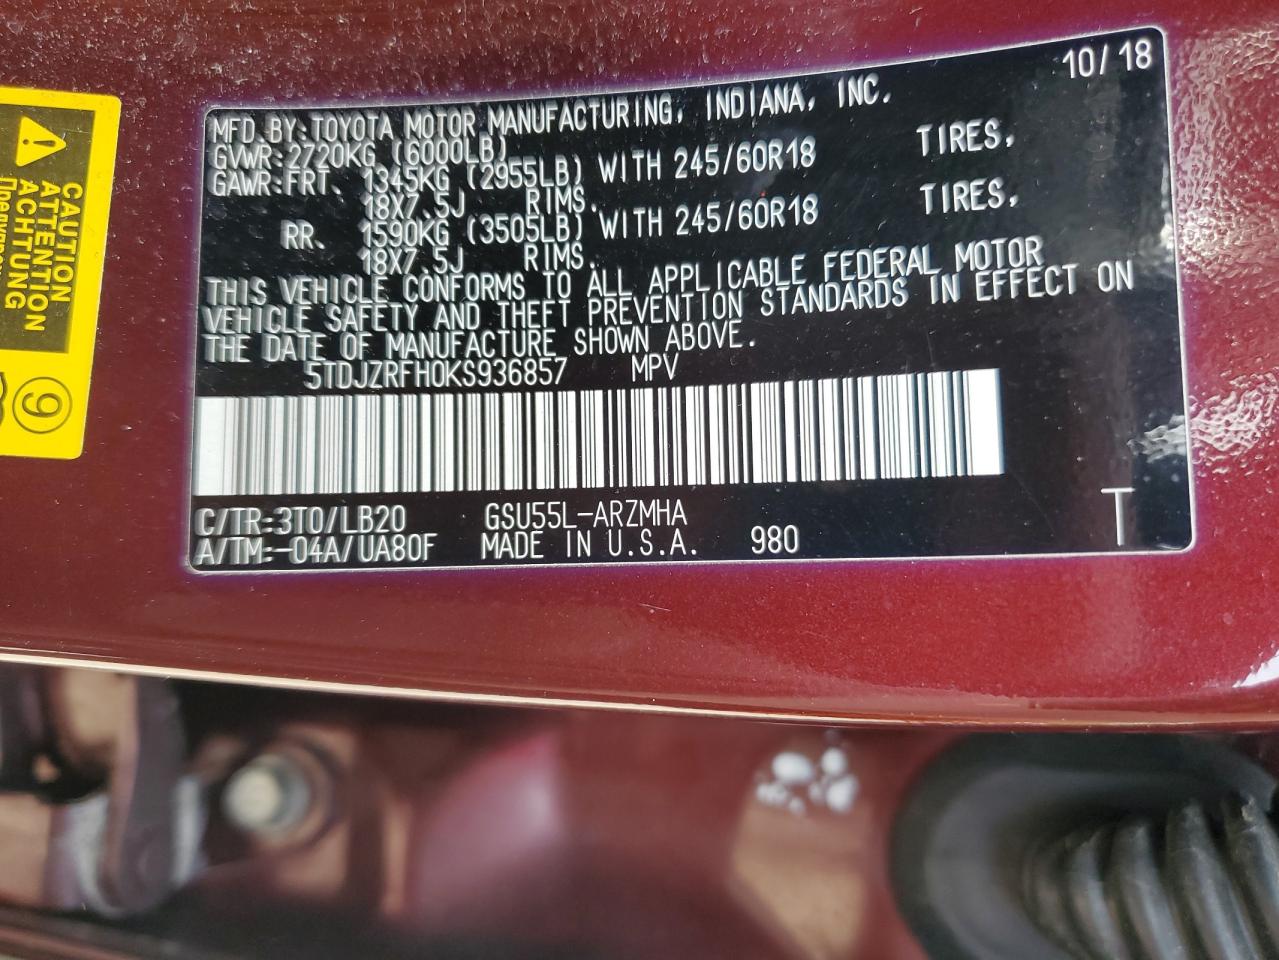 10/18
MFD.BY:TOYOTA MOTOR MANUFACTURING, INDIANA, INC.
GVWR:2720KG (6000LB)
GAWR:FRT. 1345KG (2955LB) WITH 245/60R18 TIRES,
18X7.5J RIMS.
RR. 1590KG (3505LB) WITH 245/60R18 TIRES,
18X7.5J RIMS.
THIS VEHICLE CONFORMS TO ALL APPLICABLE FEDERAL MOTOR
VEHICLE SAFETY AND THEFT PREVENTION STANDARDS IN EFFECT ON
THE DATE OF MANUFACTURE SHOWN ABOVE.
5TDJZRFH0KS936857 MPV
C/TR:3T0/LB20 GSU55L-ARZMHA
A/TM:-04A/UA80F MADE IN U.S.A. 980
T
CAUTION
ATTENTION
ACHTUNG
9